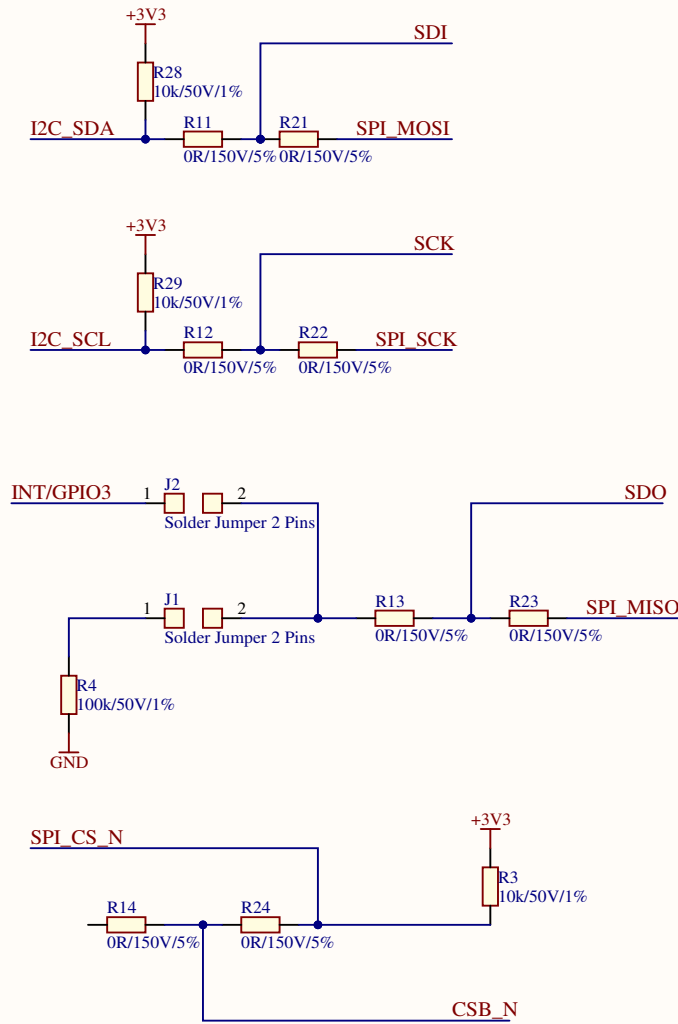 +3V3
SDI
R28
10k/50V/1%
I2C_SDA
R11
R21
SPI_MOSI
0R/150V/5%
0R/150V/5%
+3V3
SCK
R29
10k/50V/1%
I2C_SCL
R12
R22
SPI_SCK
0R/150V/5%
0R/150V/5%
INT/GPIO3
1
J2
2
SDO
Solder Jumper 2 Pins
1
J1
2
R13
R23
SPI_MISO
Solder Jumper 2 Pins
0R/150V/5%
0R/150V/5%
R4
100k/50V/1%
GND
+3V3
SPI_CS_N
R3
10k/50V/1%
R14
R24
0R/150V/5%
0R/150V/5%
CSB_N